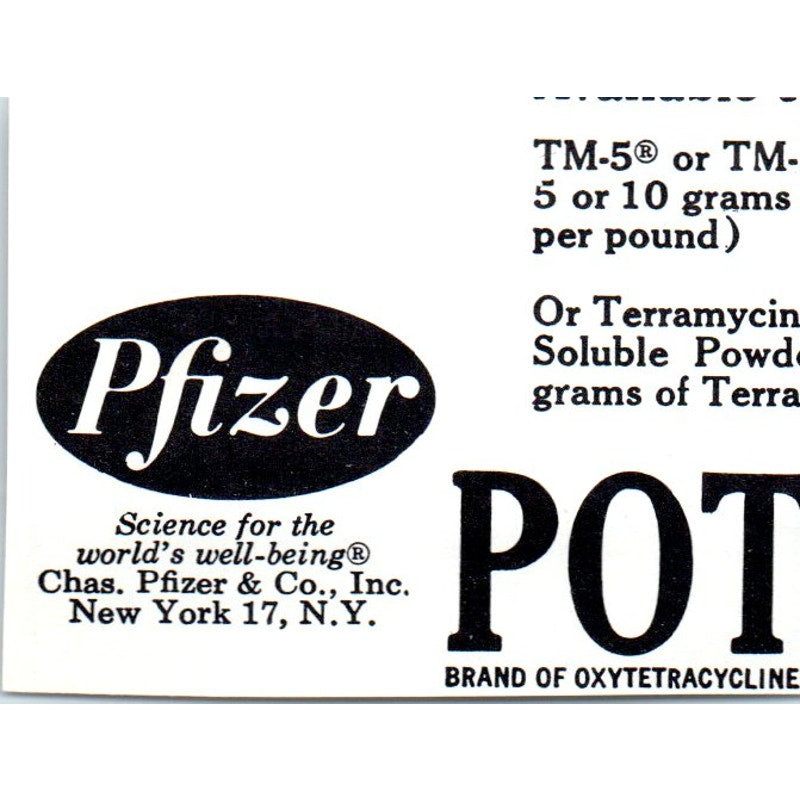 TM-5® or TM-
5 or 10 grams
per pound)
Or Terramycin
Soluble Powd
grams of Terra
Pfizer
Science for the
world's well-being®
Chas. Pfizer & Co., Inc.
New York 17, N.Y.
POT
BRAND OF OXYTETRACYCLINE